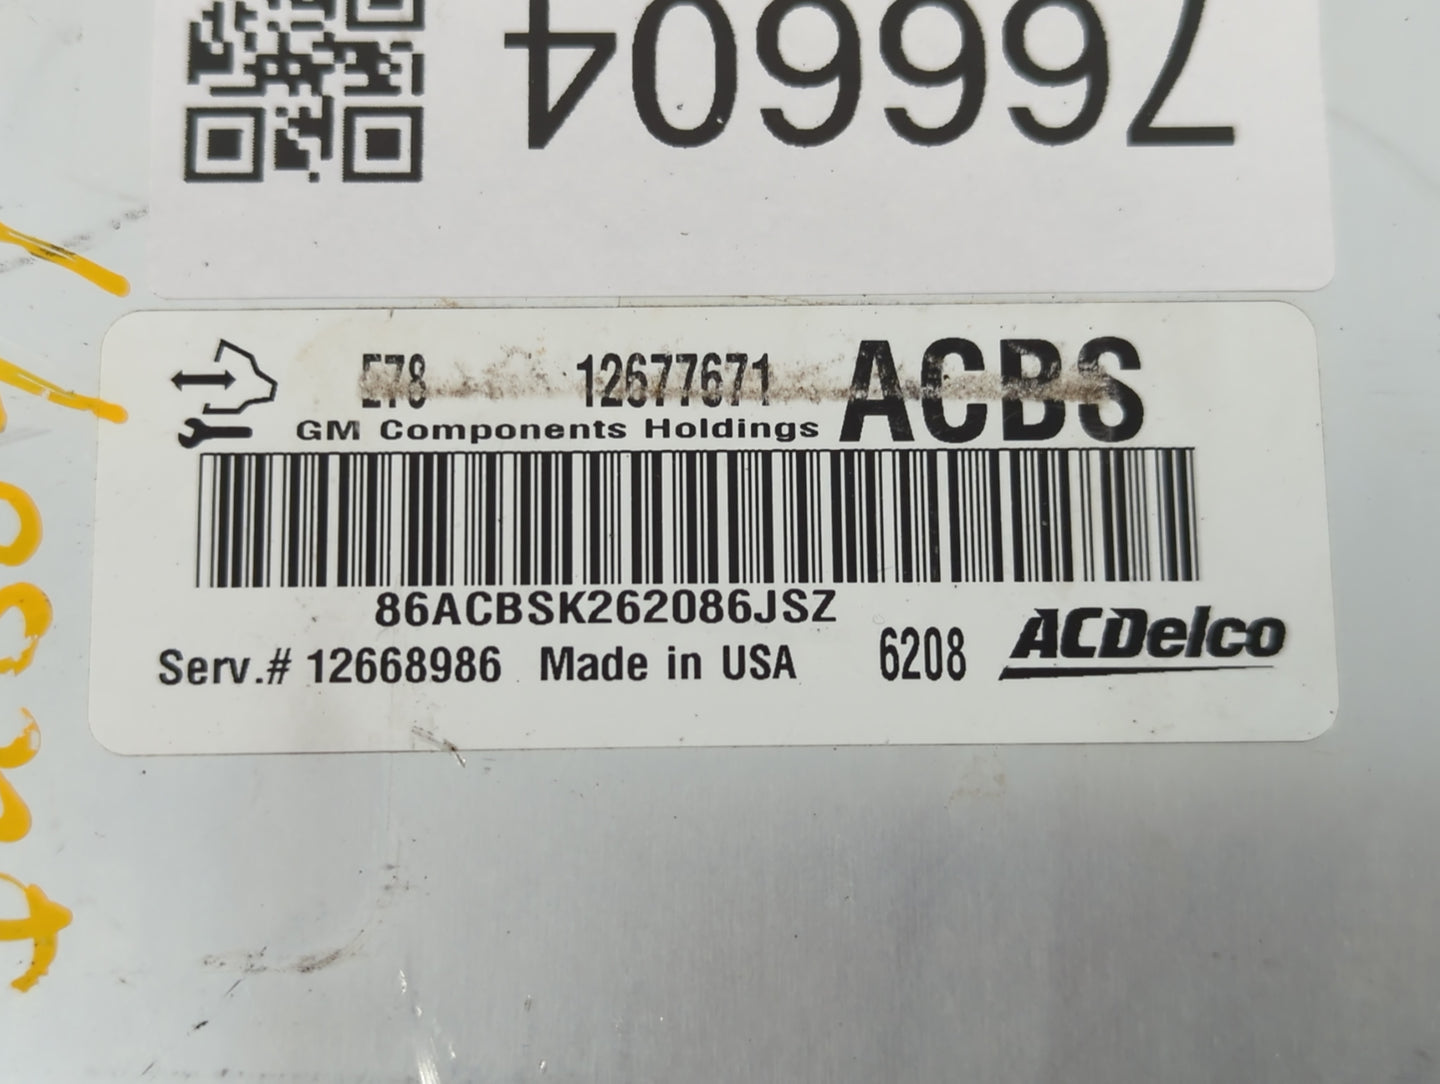 766604
E78 12677671 ACBS
GM Components Holdings
86ACBSK262086JSZ
Serv.# 12668986 Made in USA 6208 ACDelco